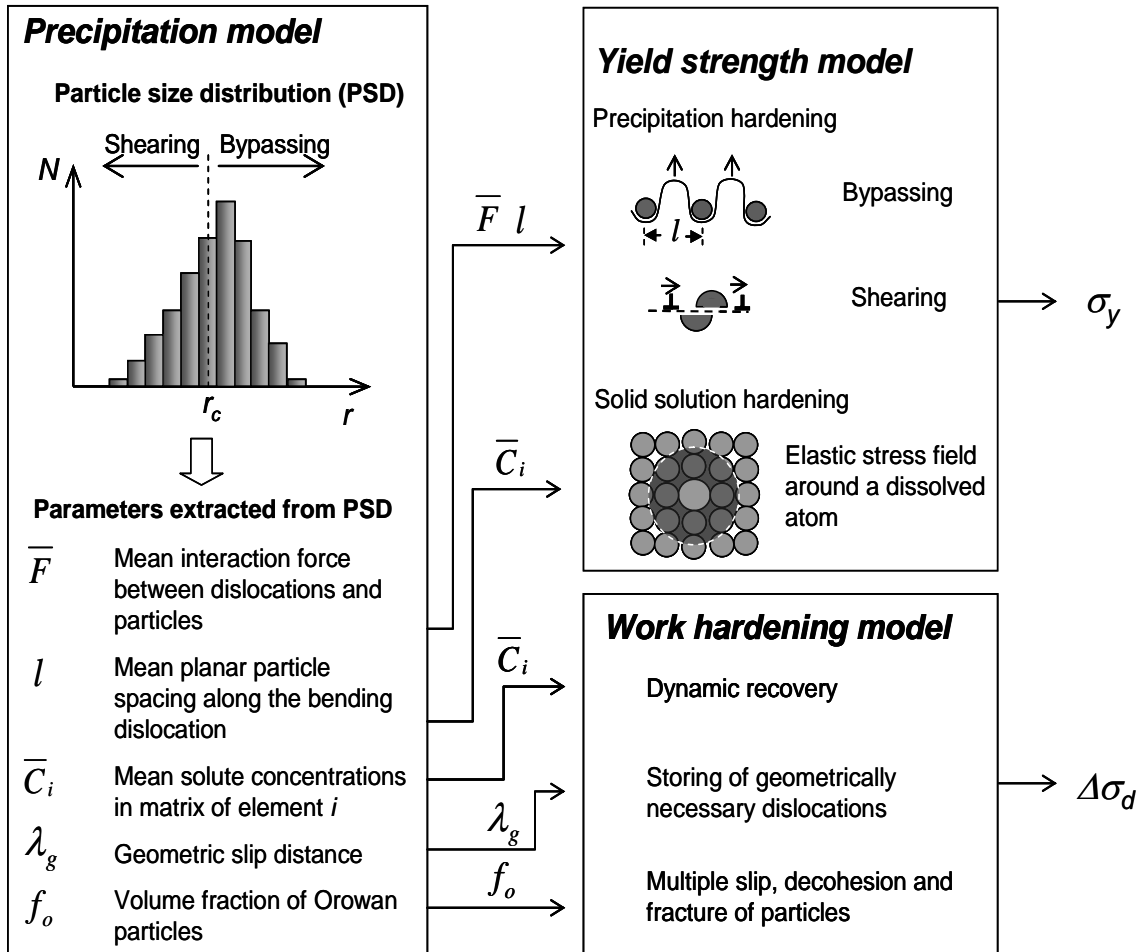 Precipitation model
Particle size distribution (PSD)
Shearing Bypassing
N
r_c
r
Parameters extracted from PSD
F̅ Mean interaction force
between dislocations and
particles
l Mean planar particle
spacing along the bending
dislocation
C̅_i Mean solute concentrations
in matrix of element i
λ_g Geometric slip distance
f_o Volume fraction of Orowan
particles
F̅ l
C̅_i
C̅_i
λ_g
f_o
Yield strength model
Precipitation hardening
Bypassing
l
Shearing
Solid solution hardening
Elastic stress field
around a dissolved
atom
σ_y
Work hardening model
Dynamic recovery
Storing of geometrically
necessary dislocations
Multiple slip, decohesion and
fracture of particles
Δσ_d